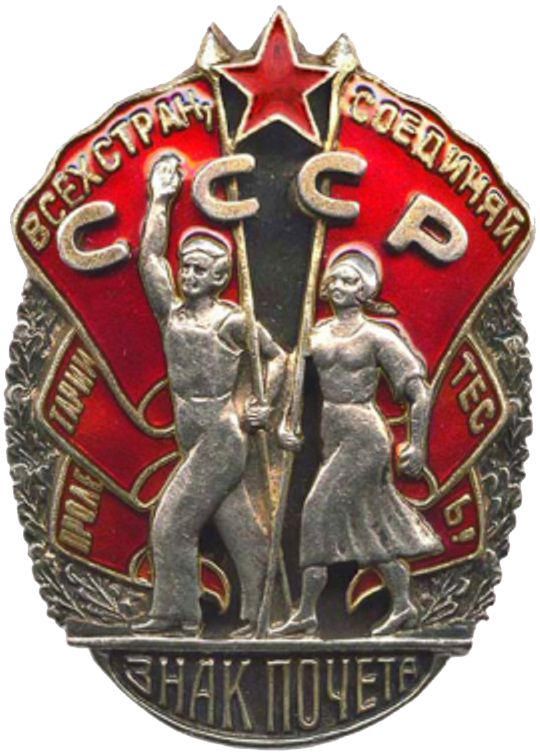 ПРОЛЕ
ТАРИИ
ВСЕХ СТРАН,
СОЕДИНЯЙ
ТЕС
Ь!
СССР
ЗНАК ПОЧЕТА